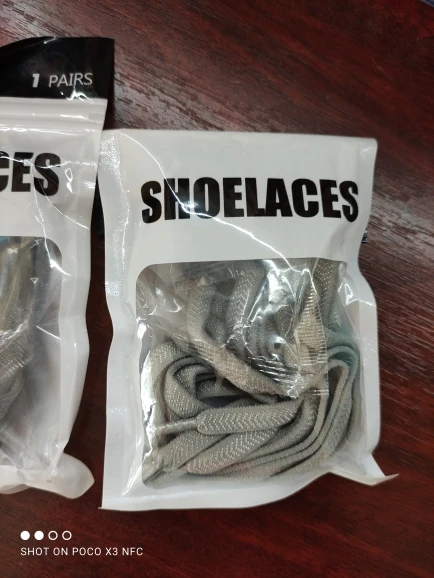 1 PAIRS
CES
SHOELACES
SHOT ON POCO X3 NFC